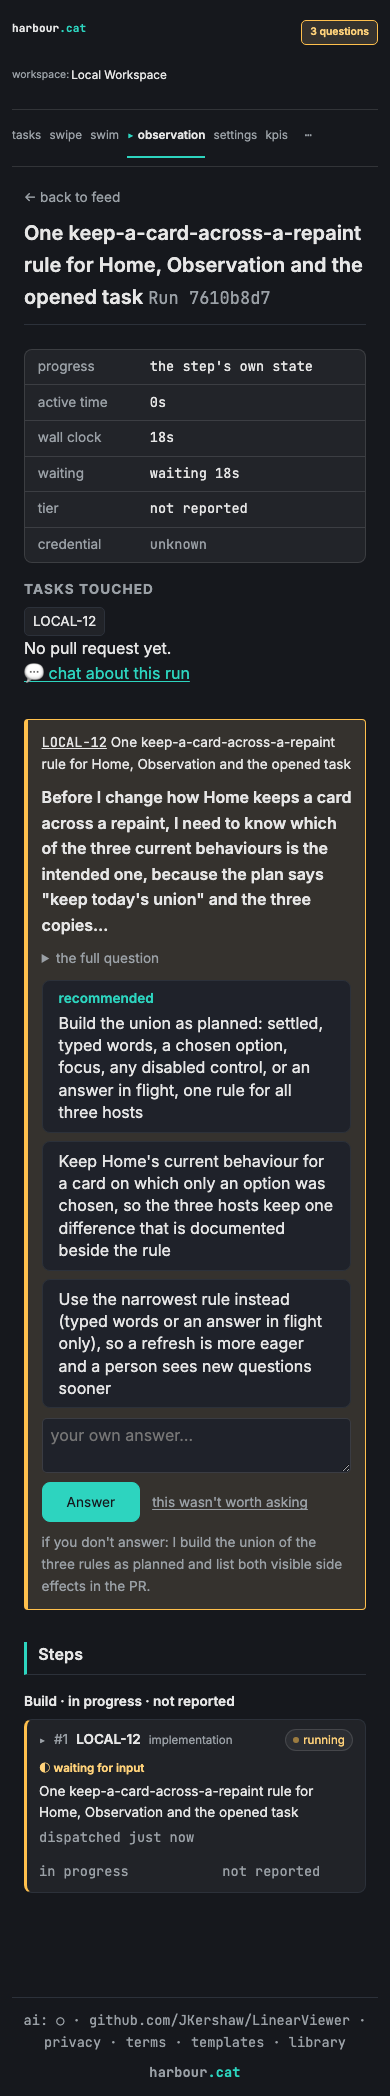 harbour.cat
3 questions
workspace: Local Workspace
tasks swipe swim ▸ observation settings kpis ⋯
← back to feed
One keep-a-card-across-a-repaint
rule for Home, Observation and the
opened task Run 7610b8d7
progress the step's own state
active time 0s
wall clock 18s
waiting waiting 18s
tier not reported
credential unknown
TASKS TOUCHED
LOCAL-12
No pull request yet.
💬 chat about this run
LOCAL-12 One keep-a-card-across-a-repaint
rule for Home, Observation and the opened task
Before I change how Home keeps a card
across a repaint, I need to know which
of the three current behaviours is the
intended one, because the plan says
"keep today's union" and the three
copies...
▶ the full question
recommended
Build the union as planned: settled,
typed words, a chosen option,
focus, any disabled control, or an
answer in flight, one rule for all
three hosts
Keep Home's current behaviour for
a card on which only an option was
chosen, so the three hosts keep one
difference that is documented
beside the rule
Use the narrowest rule instead
(typed words or an answer in flight
only), so a refresh is more eager
and a person sees new questions
sooner
your own answer...
Answer this wasn't worth asking
if you don't answer: I build the union of the
three rules as planned and list both visible side
effects in the PR.
Steps
Build · in progress · not reported
▸ #1 LOCAL-12 implementation ● running
◐ waiting for input
One keep-a-card-across-a-repaint rule for
Home, Observation and the opened task
dispatched just now
in progress not reported
ai: ○ · github.com/JKershaw/LinearViewer ·
privacy · terms · templates · library
harbour.cat